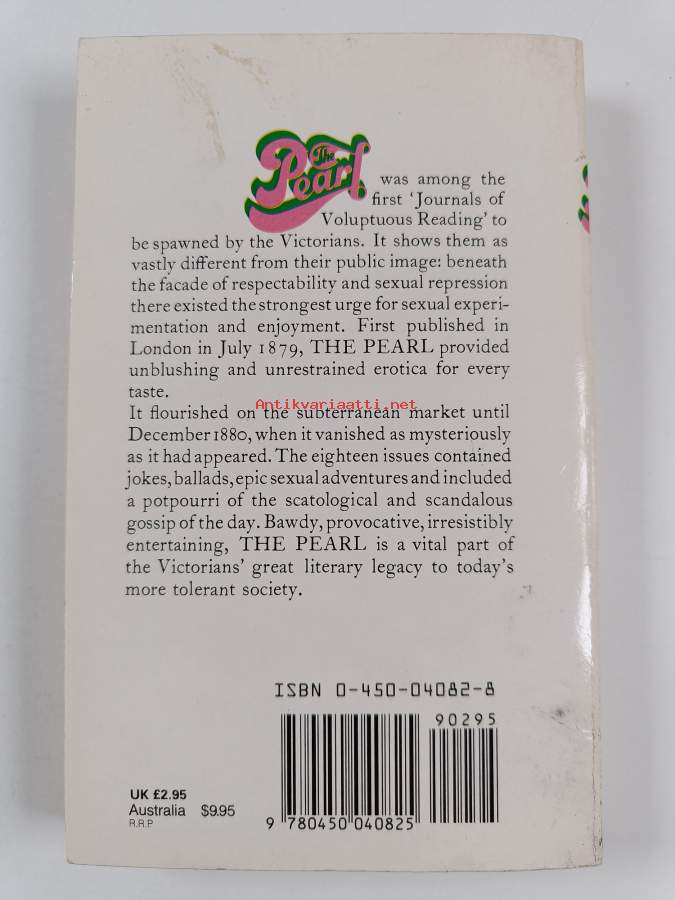 The Pearl was among the
first ‘Journals of
Voluptuous Reading’ to
be spawned by the Victorians. It shows them as
vastly different from their public image: beneath
the facade of respectability and sexual repression
there existed the strongest urge for sexual experi-
mentation and enjoyment. First published in
London in July 1879, THE PEARL provided
unblushing and unrestrained erotica for every
taste.
Antikvariaatti.net
It flourished on the subterranean market until
December 1880, when it vanished as mysteriously
as it had appeared. The eighteen issues contained
jokes, ballads, epic sexual adventures and included
a potpourri of the scatological and scandalous
gossip of the day. Bawdy, provocative, irresistibly
entertaining, THE PEARL is a vital part of
the Victorians’ great literary legacy to today’s
more tolerant society.
ISBN 0-450-04082-8
90295
UK £2.95
Australia $9.95
R.R.P
9 780450 040825